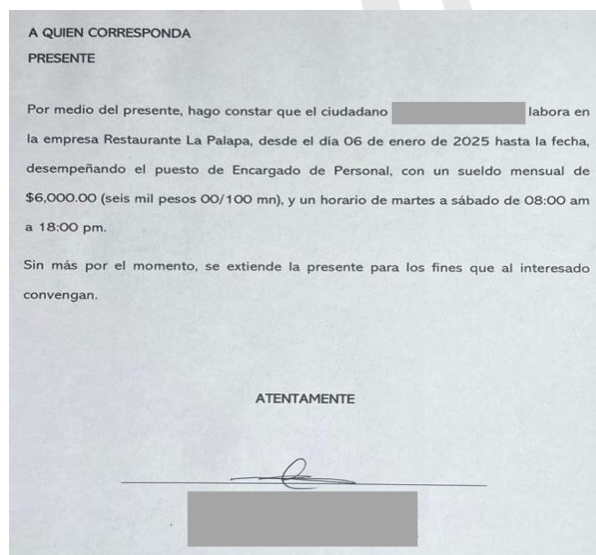 A QUIEN CORRESPONDA
PRESENTE
Por medio del presente, hago constar que el ciudadano labora en
la empresa Restaurante La Palapa, desde el día 06 de enero de 2025 hasta la fecha,
desempeñando el puesto de Encargado de Personal, con un sueldo mensual de
$6,000.00 (seis mil pesos 00/100 mn), y un horario de martes a sábado de 08:00 am
a 18:00 pm.
Sin más por el momento, se extiende la presente para los fines que al interesado
convengan.
ATENTAMENTE